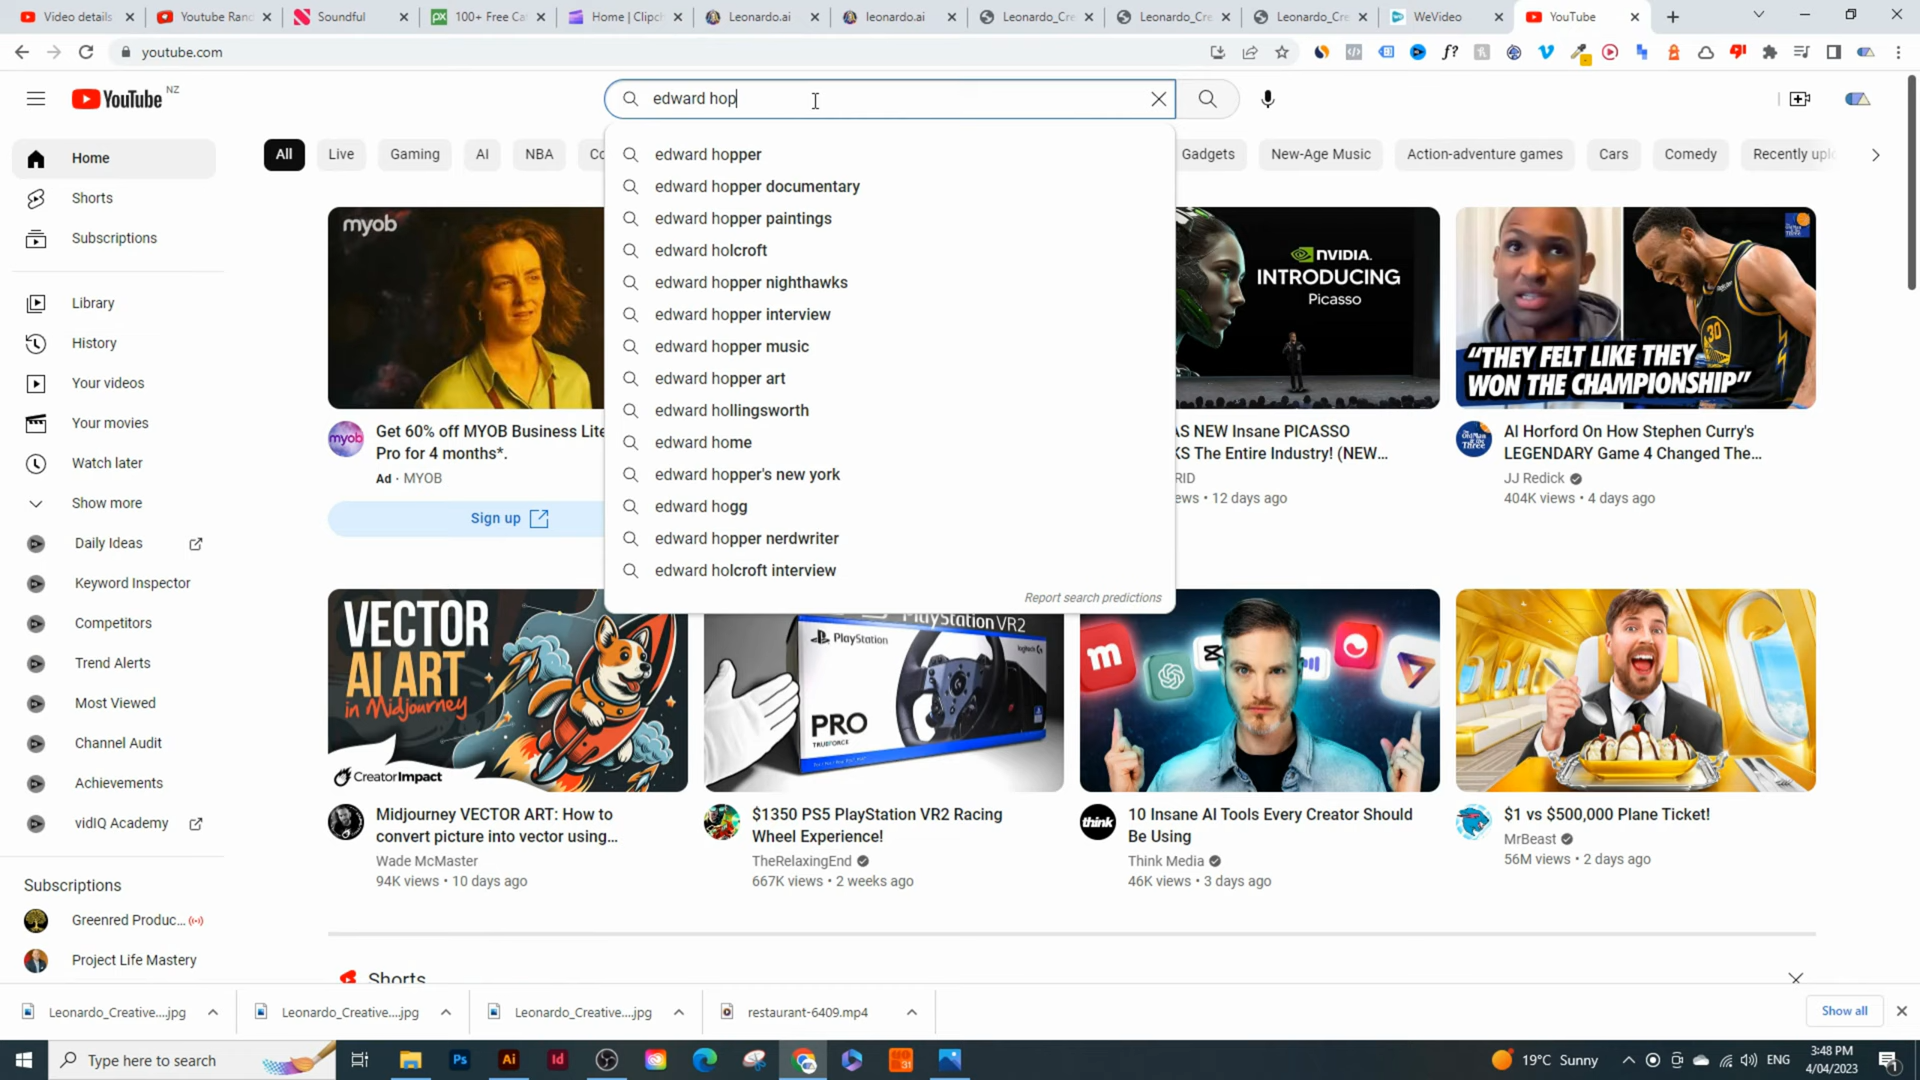 Video details
Youtube Ran
Soundful
100+ Free Ca
Home | Clipch
Leonardo.ai
leonardo.ai
Leonardo_Cre
Leonardo_Cre
Leonardo_Cre
WeVideo
YouTube
youtube.com
YouTube NZ
edward hop
All
Live
Gaming
AI
NBA
Co
Gadgets
New-Age Music
Action-adventure games
Cars
Comedy
Recently uplo
edward hopper
edward hopper documentary
edward hopper paintings
edward holcroft
edward hopper nighthawks
edward hopper interview
edward hopper music
edward hopper art
edward hollingsworth
edward home
edward hopper's new york
edward hogg
edward hopper nerdwriter
edward holcroft interview
Report search predictions
Home
Shorts
Subscriptions
Library
History
Your videos
Your movies
Watch later
Show more
Daily Ideas
Keyword Inspector
Competitors
Trend Alerts
Most Viewed
Channel Audit
Achievements
vidIQ Academy
Subscriptions
Greenred Produc...
Project Life Mastery
myob
myob
Get 60% off MYOB Business Lite
Pro for 4 months*.
Ad · MYOB
Sign up
NVIDIA.
INTRODUCING
Picasso
AS NEW Insane PICASSO
KS The Entire Industry! (NEW...
RID
ews • 12 days ago
30
"THEY FELT LIKE THEY
WON THE CHAMPIONSHIP"
Al Horford On How Stephen Curry's
LEGENDARY Game 4 Changed The...
JJ Redick
404K views • 4 days ago
VECTOR
AI ART
in Midjourney
CreatorImpact
Midjourney VECTOR ART: How to
convert picture into vector using...
Wade McMaster
94K views • 10 days ago
PlayStation VR2
PlayStation
PRO
TRUEFORCE
$1350 PS5 PlayStation VR2 Racing
Wheel Experience!
TheRelaxingEnd
667K views • 2 weeks ago
think
10 Insane AI Tools Every Creator Should
Be Using
Think Media
46K views • 3 days ago
$1 vs $500,000 Plane Ticket!
MrBeast
56M views • 2 days ago
Shorts
Leonardo_Creative....jpg
Leonardo_Creative....jpg
Leonardo_Creative....jpg
restaurant-6409.mp4
Show all
Type here to search
Ps
Ai
Id
31
19°C Sunny
ENG
3:48 PM
4/04/2023
1